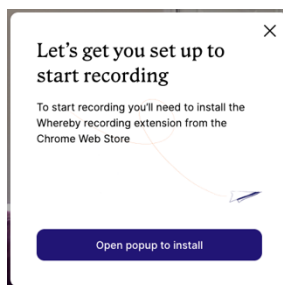 Let's get you set up to
start recording
To start recording you'll need to install the
Whereby recording extension from the
Chrome Web Store
Open popup to install